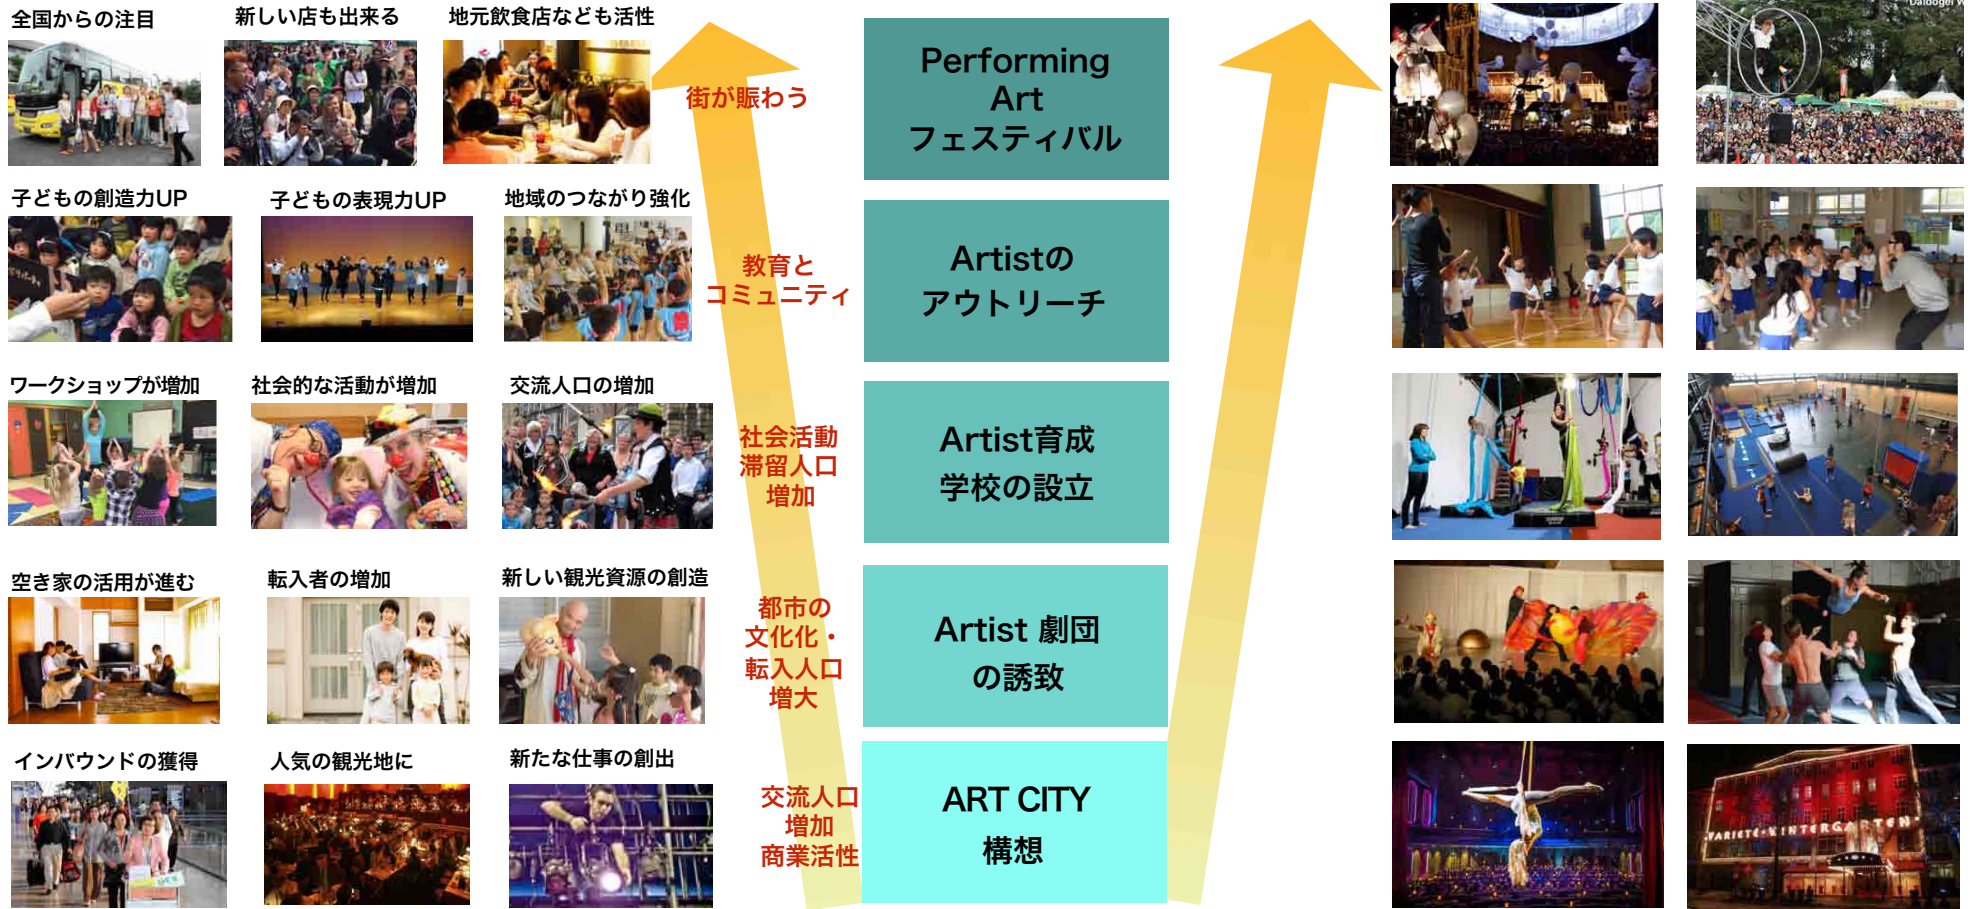 全国からの注目
新しい店も出来る
地元飲食店なども活性
街が賑わう
Performing
Art
フェスティバル
Daidogei W
子どもの創造力UP
子どもの表現力UP
地域のつながり強化
教育と
コミュニティ
Artistの
アウトリーチ
ワークショップが増加
社会的な活動が増加
交流人口の増加
社会活動
滞留人口
増加
Artist育成
学校の設立
空き家の活用が進む
転入者の増加
新しい観光資源の創造
都市の
文化化・
転入人口
増大
Artist 劇団
の誘致
インバウンドの獲得
人気の観光地に
新たな仕事の創出
交流人口
増加
商業活性
ART CITY
構想
VARIETE·WINTERGARTEN